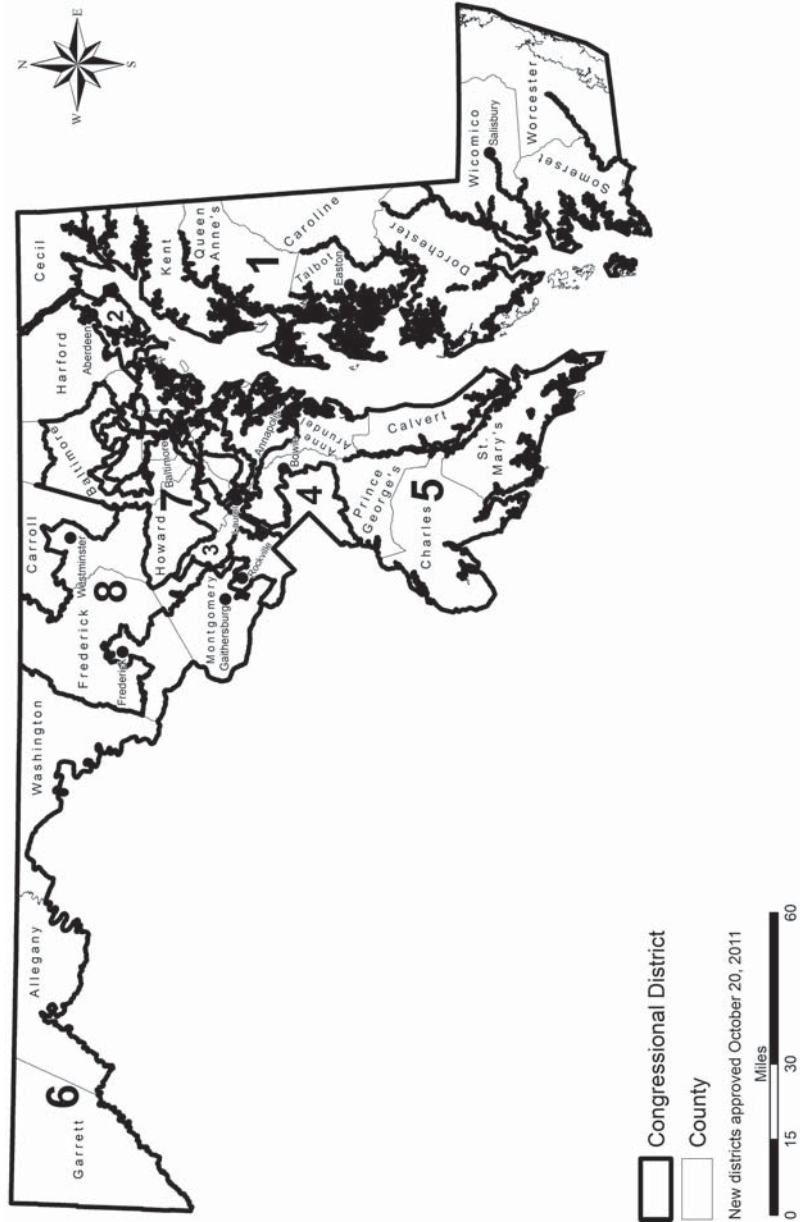 N
W
E
S
Garrett
6
Allegany
Washington
Frederick
Frederick
8
Carroll
Westminster
Montgomery
Gaithersburg
Rockville
Howard
7
3
Laurel
Baltimore
Baltimore
Harford
Aberdeen
2
Cecil
Kent
Queen
Anne's
1
Caroline
Talbot
Easton
Dorchester
Wicomico
Salisbury
Worcester
Somerset
Annapolis
Anne
Arundel
Bowie
4
Prince
George's
Calvert
Charles
5
St.
Mary's
Congressional District
County
New districts approved October 20, 2011
Miles
0 15 30 60